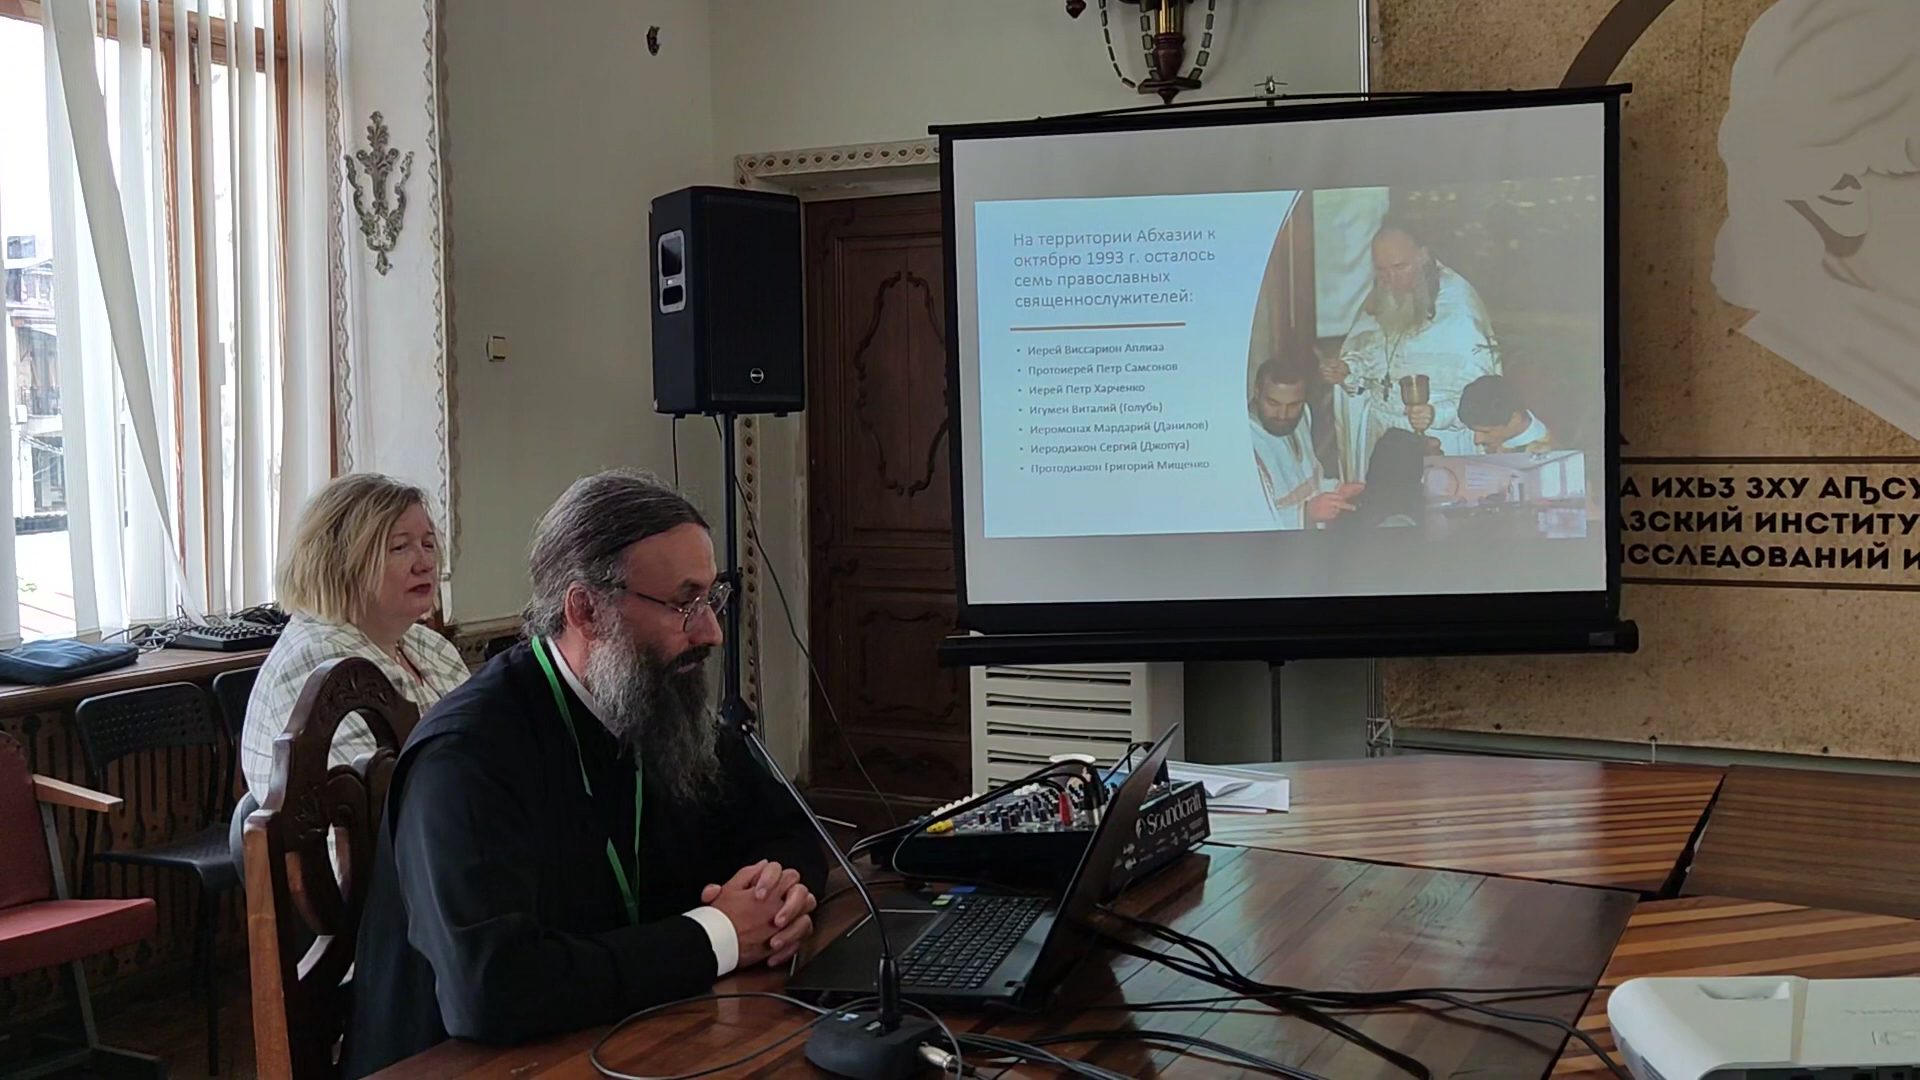 На территории Абхазии к
октябрю 1993 г. осталось
семь православных
священнослужителей:
• Иерей Виссарион Аплиаа
• Протоиерей Петр Самсонов
• Иерей Петр Харченко
• Игумен Виталий (Голубь)
• Иеромонах Мардарий (Данилов)
• Иеродиакон Сергий (Джопуа)
• Протодиакон Григорий Мищенко
А ИХЬЗ ЗХУ АԤСУ
АЗСКИЙ ИНСТИТУ
ИССЛЕДОВАНИЙ И
Soundcraft